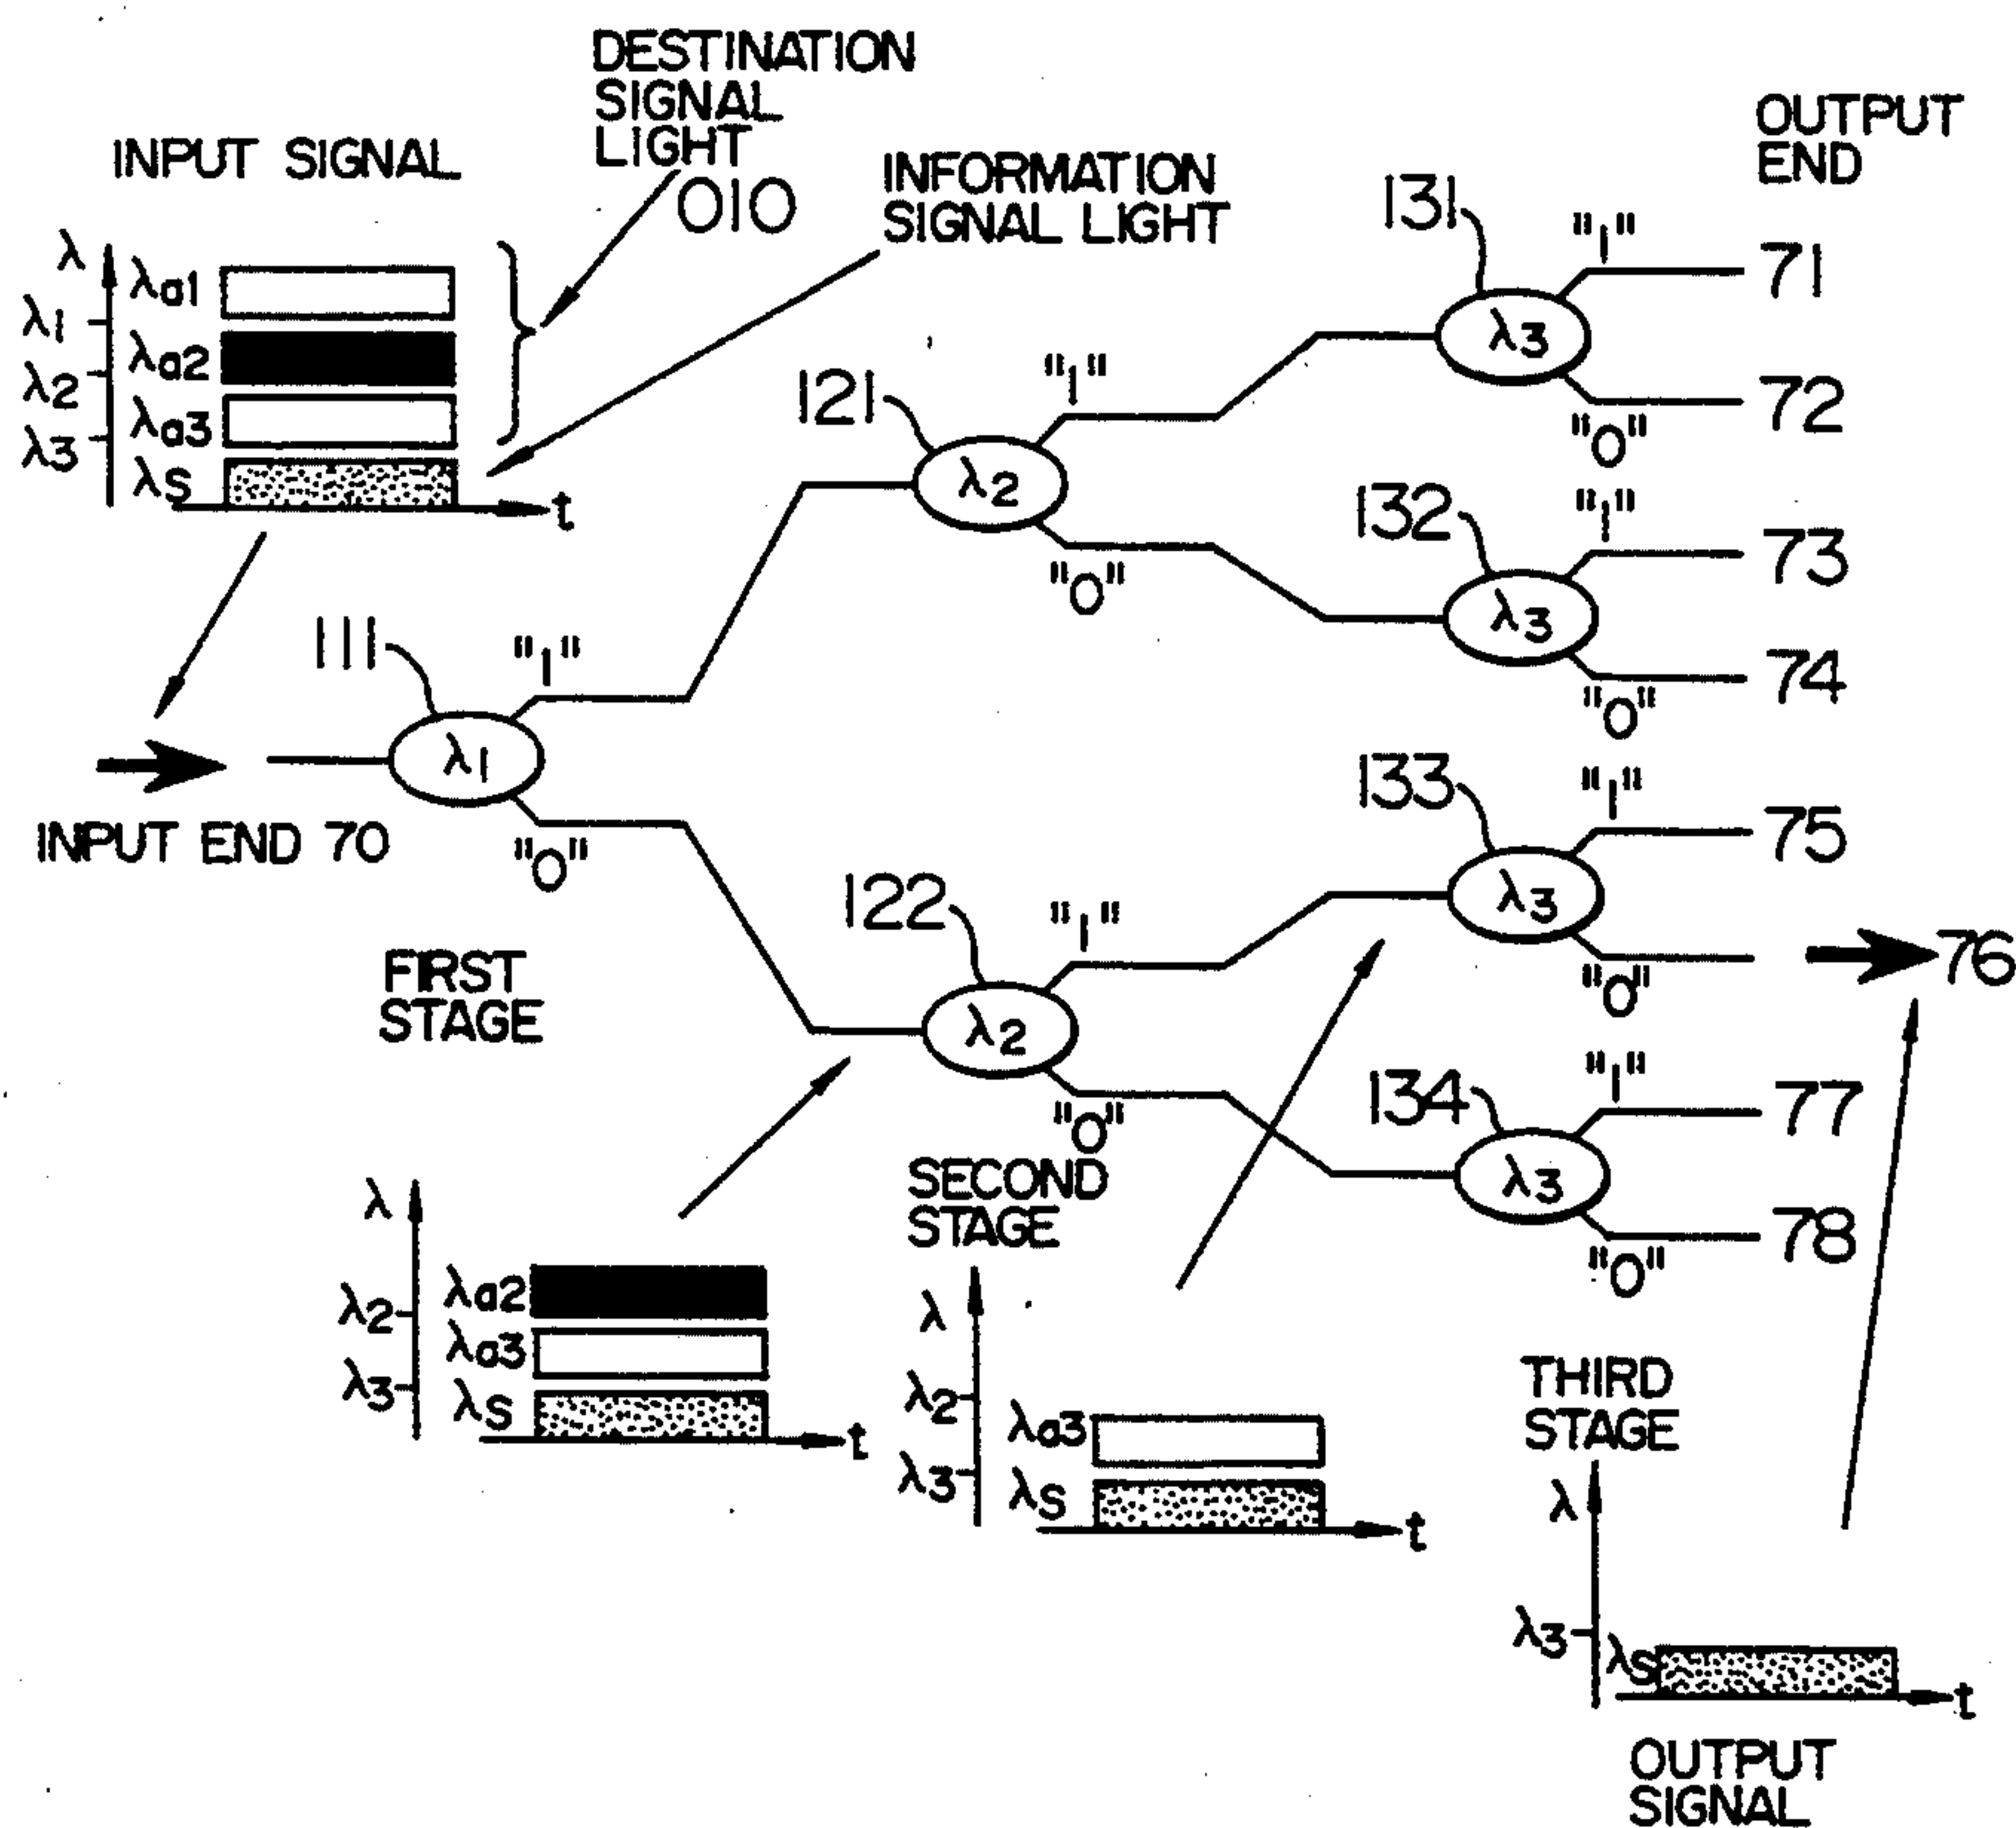 DESTINATION
SIGNAL
LIGHT
010
INPUT SIGNAL
INFORMATION
SIGNAL LIGHT
OUTPUT
END
λ
λa1
λ1
λa2
λ2
λa3
λ3
λS
t
131
"1"
71
λ3
"0"
72
121
"1"
λ2
"0"
132
"1"
73
λ3
"0"
74
111
"1"
λ1
"0"
INPUT END 70
133
"1"
75
λ3
"0"
76
122
"1"
λ2
"0"
FIRST
STAGE
134
"1"
77
λ3
"0"
78
SECOND
STAGE
λ
λa2
λ2
λa3
λ3
λS
t
λ
λ2
λa3
λ3
λS
t
THIRD
STAGE
λ
λ3
λS
t
OUTPUT
SIGNAL